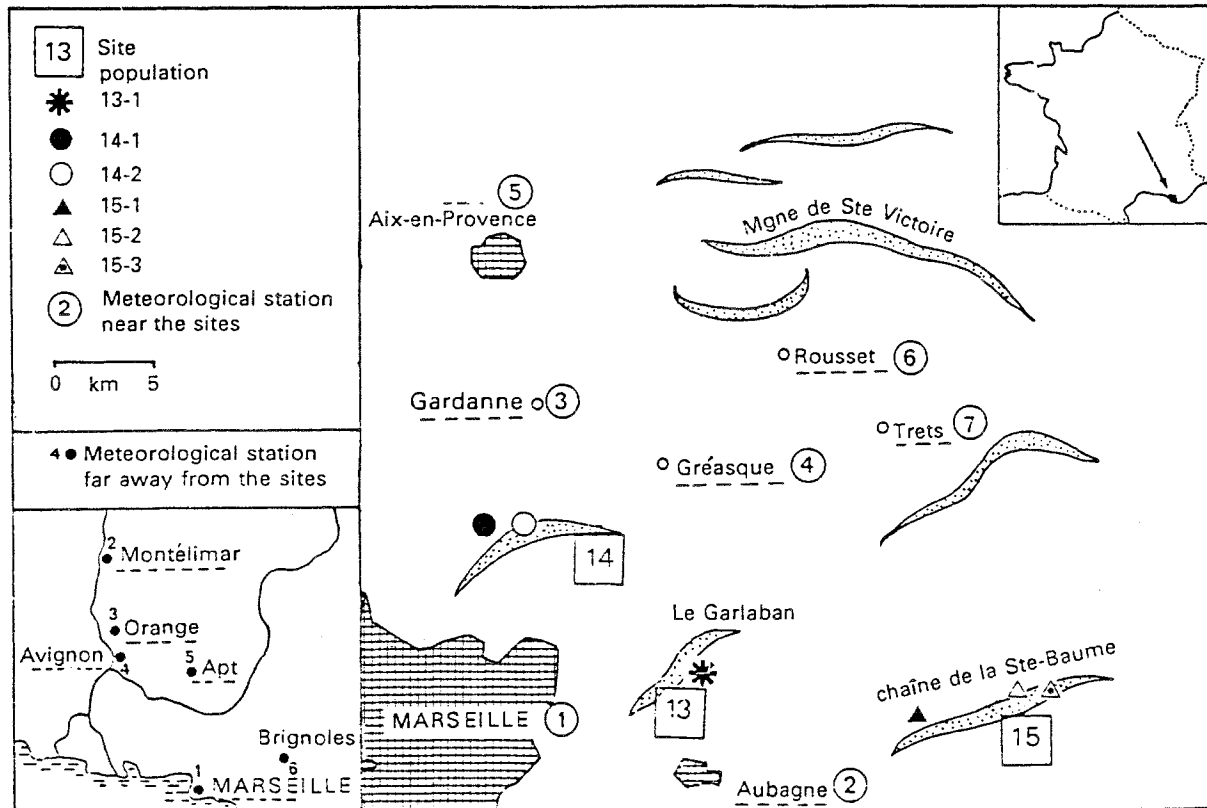 13 Site
population
13-1
14-1
14-2
15-1
15-2
15-3
2 Meteorological station
near the sites
0 km 5
4 Meteorological station
far away from the sites
2
Montélimar
3
Orange
Avignon
4
5
Apt
Brignoles
6
1
MARSEILLE
5
Aix-en-Provence
Mgne de Ste Victoire
Rousset 6
Gardanne 3
Trets 7
Gréasque 4
14
Le Garlaban
13
MARSEILLE 1
chaîne de la Ste-Baume
15
Aubagne 2